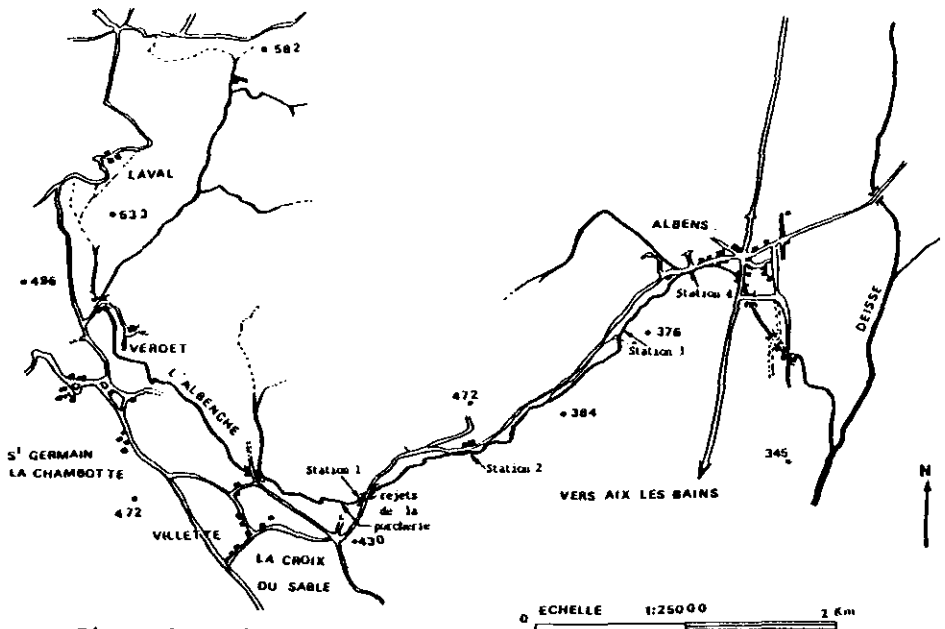 582
LAVAL
533
496
VERDET
L'ALBENCHE
S^t GERMAIN
LA CHAMBOTTE
472
VILLETTE
LA CROIX
DU SABLE
430
Station 1
rejets
de la
porcherie
472
Station 2
384
376
Station 3
Station 4
ALBENS
DEISSE
345
VERS AIX LES BAINS
N
ECHELLE 1:25000
0 2 Km